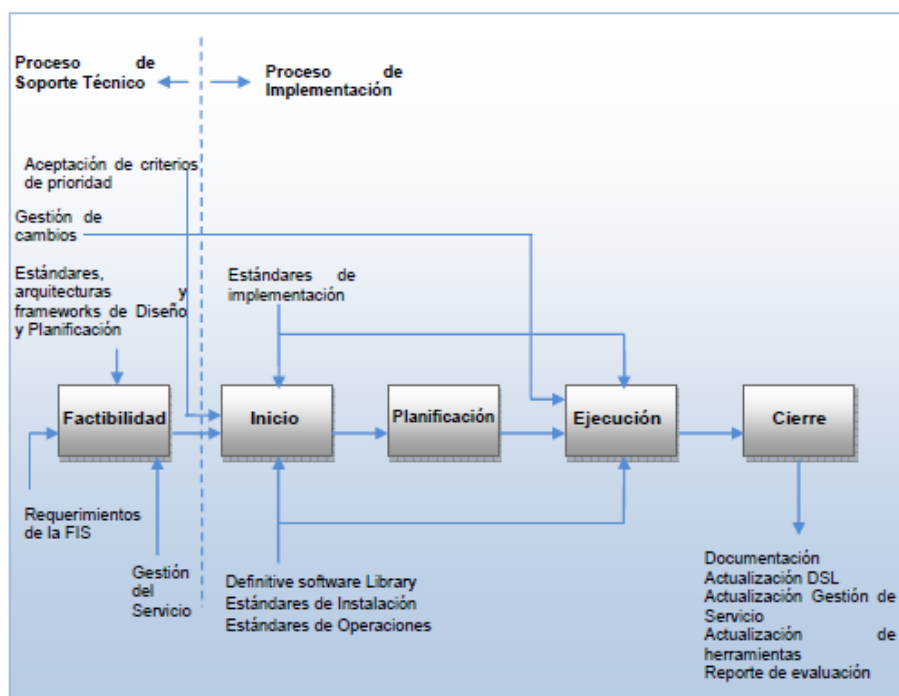 Proceso de
Soporte Técnico
Proceso de
Implementación
Aceptación de criterios
de prioridad
Gestión de
cambios
Estándares,
arquitecturas y
frameworks de Diseño
y Planificación
Estándares de
implementación
Factibilidad
Inicio
Planificación
Ejecución
Cierre
Requerimientos
de la FIS
Gestión
del
Servicio
Definitive software Library
Estándares de Instalación
Estándares de Operaciones
Documentación
Actualización DSL
Actualización Gestión de
Servicio
Actualización de
herramientas
Reporte de evaluación